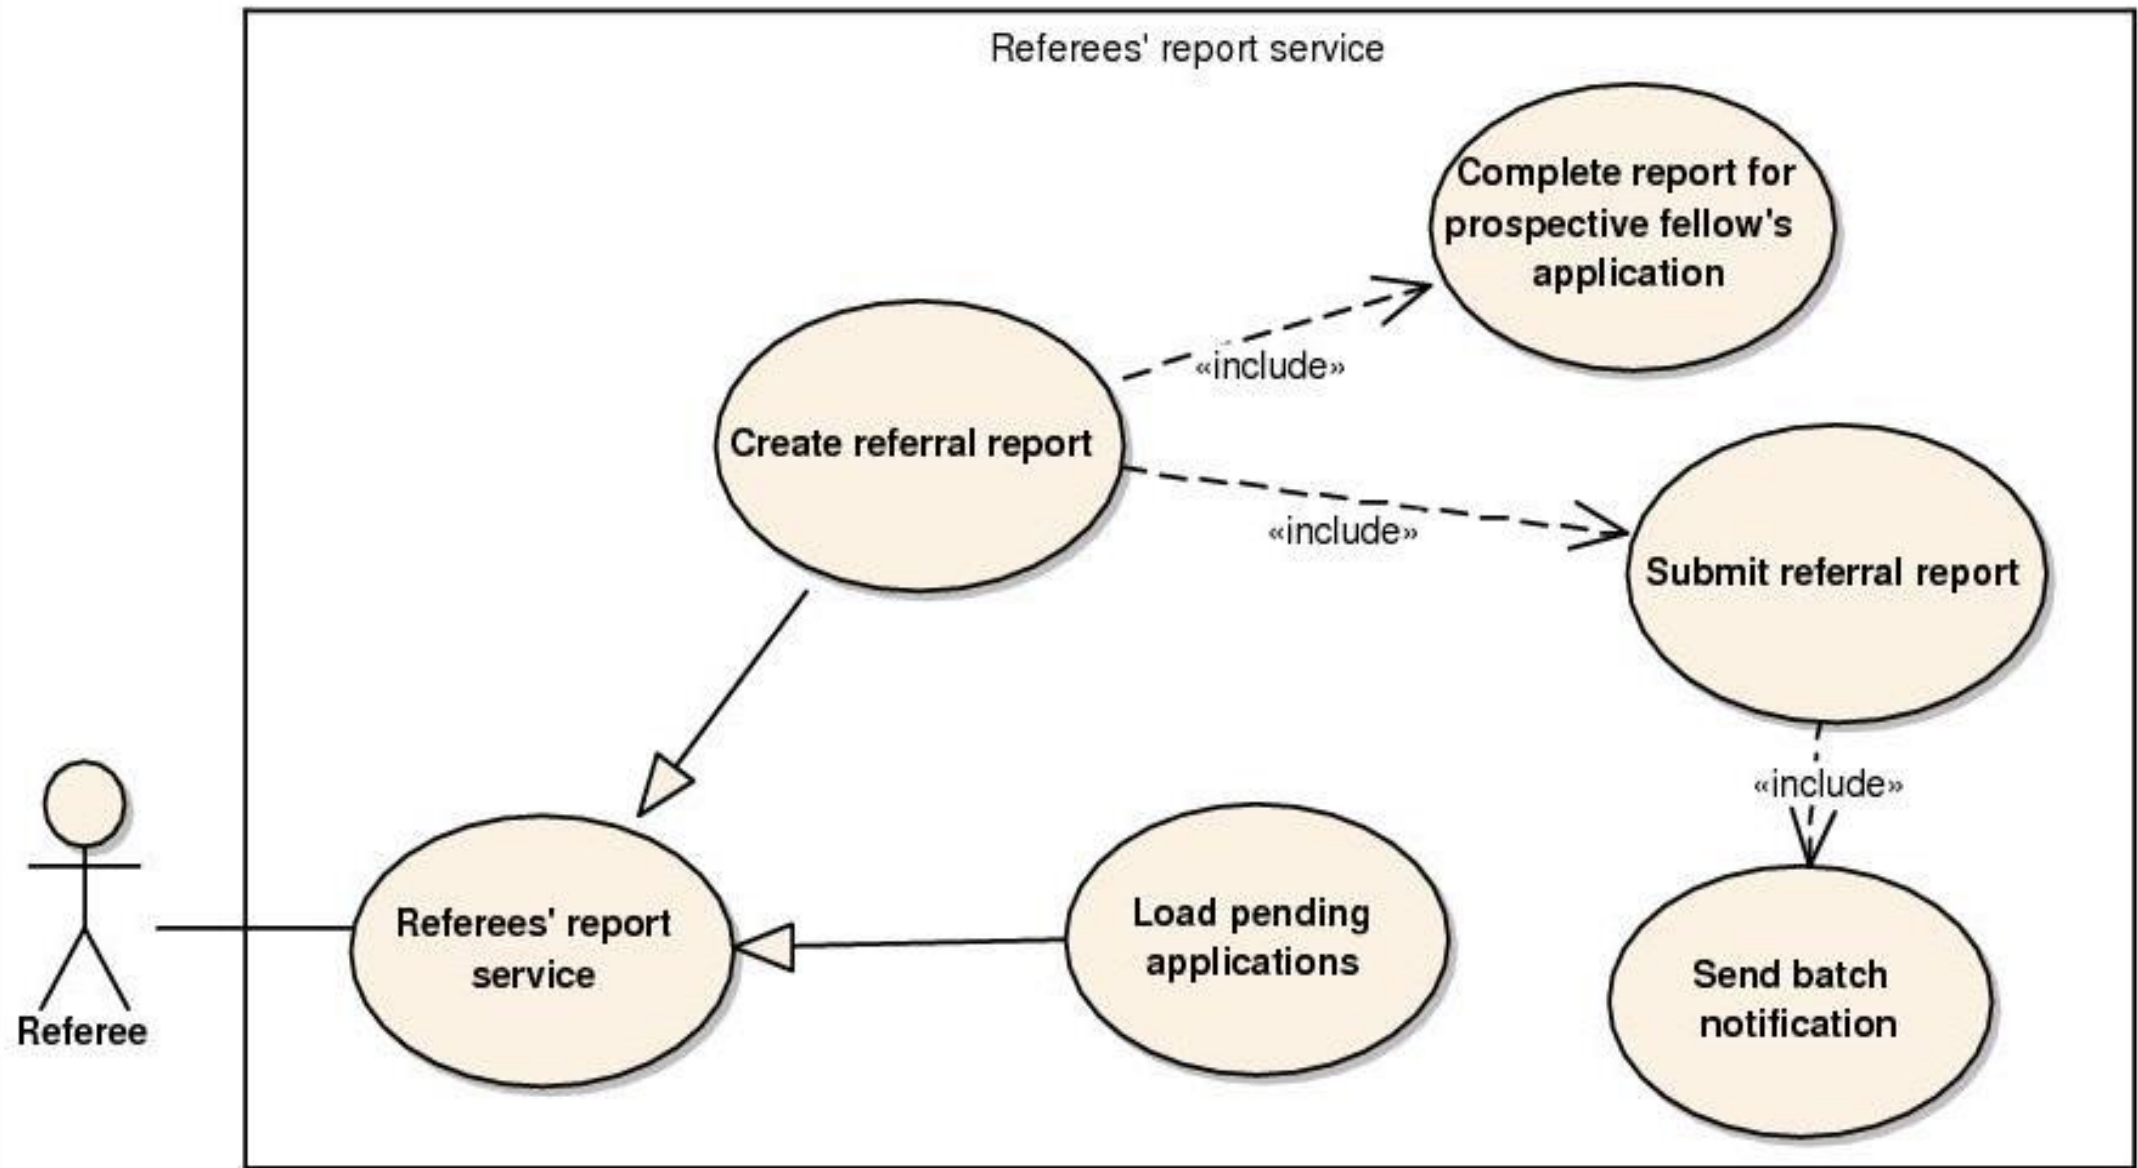 Referees' report service
Complete report for
prospective fellow's
application
«include»
Create referral report
«include»
Submit referral report
«include»
Referees' report
service
Load pending
applications
Send batch
notification
Referee